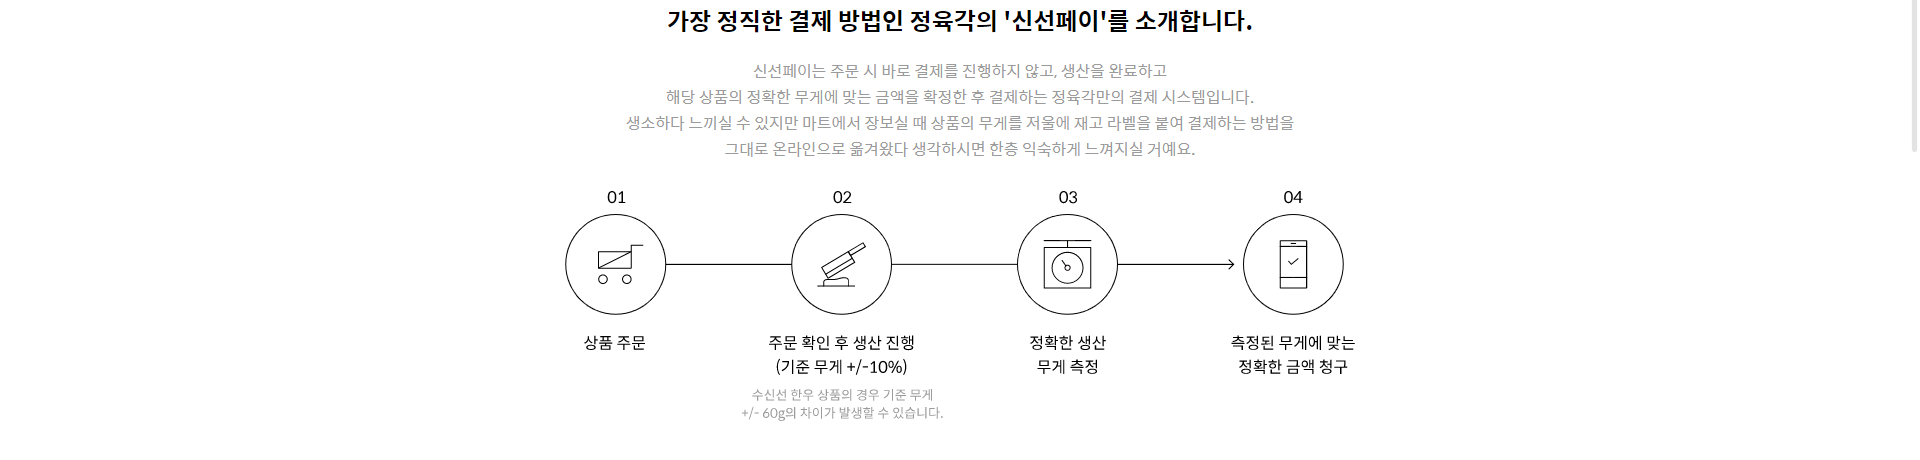 가장 정직한 결제 방법인 정육각의 '신선페이'를 소개합니다.
신선페이는 주문 시 바로 결제를 진행하지 않고, 생산을 완료하고
해당 상품의 정확한 무게에 맞는 금액을 확정한 후 결제하는 정육각만의 결제 시스템입니다.
생소하다 느끼실 수 있지만 마트에서 장보실 때 상품의 무게를 저울에 재고 라벨을 붙여 결제하는 방법을
그대로 온라인으로 옮겨왔다 생각하시면 한층 익숙하게 느껴지실 거예요.
01
상품 주문
02
주문 확인 후 생산 진행
(기준 무게 +/-10%)
수신선 한우 상품의 경우 기준 무게
+/- 60g의 차이가 발생할 수 있습니다.
03
정확한 생산
무게 측정
04
측정된 무게에 맞는
정확한 금액 청구